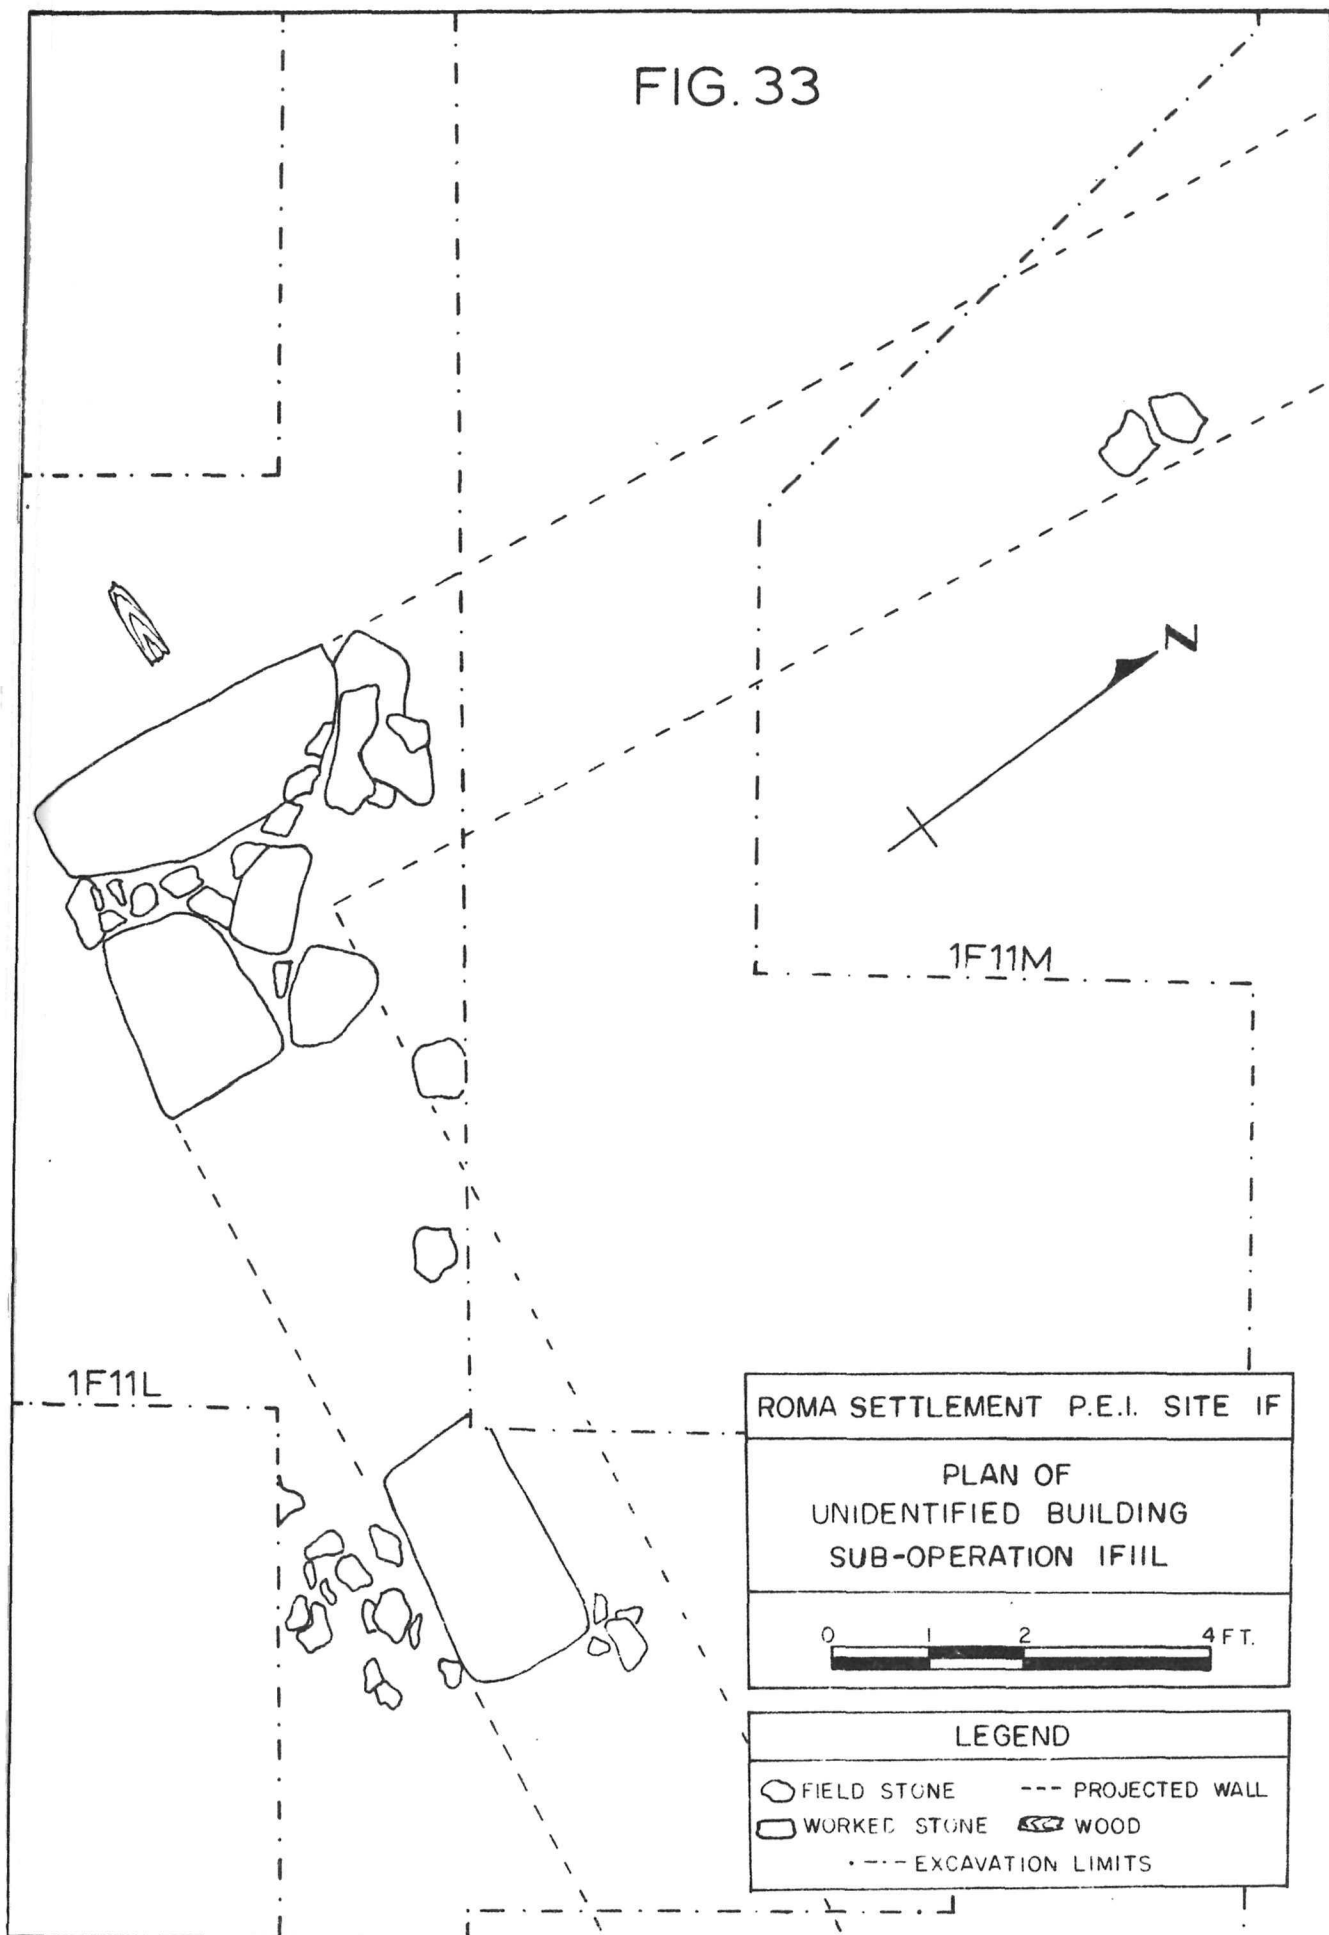 FIG. 33
N
1F11M
1F11L
ROMA SETTLEMENT P.E.I. SITE IF
PLAN OF
UNIDENTIFIED BUILDING
SUB-OPERATION IFIIL
0 1 2 4 FT.
LEGEND
FIELD STONE
PROJECTED WALL
WORKED STONE
WOOD
EXCAVATION LIMITS